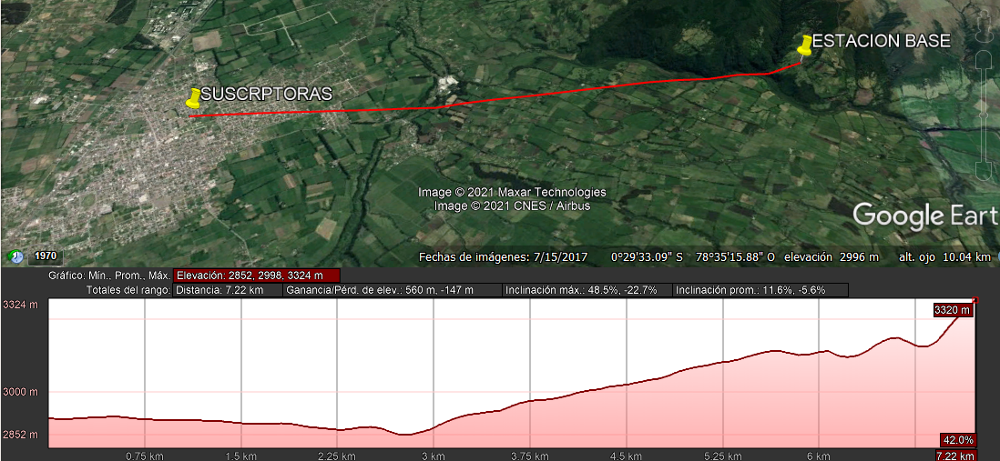 ESTACION BASE
SUSCRPTORAS
Image © 2021 Maxar Technologies
Image © 2021 CNES / Airbus
Google Eart
1970
Fechas de imágenes: 7/15/2017 0°29'33.09" S 78°35'15.88" O elevación 2996 m alt. ojo 10.04 km
Gráfico: Mín., Prom., Máx. Elevación: 2852, 2998, 3324 m
Totales del rango: Distancia: 7.22 km Ganancia/Pérd. de elev.: 560 m, -147 m Inclinación máx.: 48.5%, -22.7% Inclinación prom.: 11.6%, -5.6%
3324 m
3320 m
3000 m
2852 m
42.0%
0.75 km 1.5 km 2.25 km 3 km 3.75 km 4.5 km 5.25 km 6 km 7.22 km